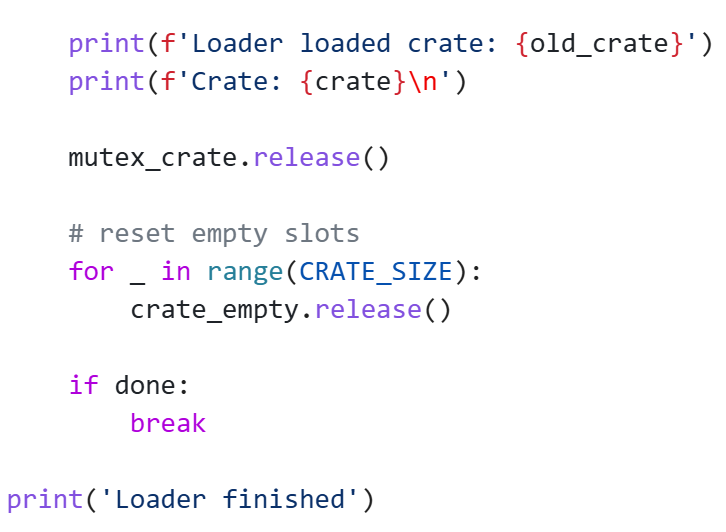 print(f'Loader loaded crate: {old_crate}')
    print(f'Crate: {crate}\n')

    mutex_crate.release()

    # reset empty slots
    for _ in range(CRATE_SIZE):
        crate_empty.release()

    if done:
        break

print('Loader finished')